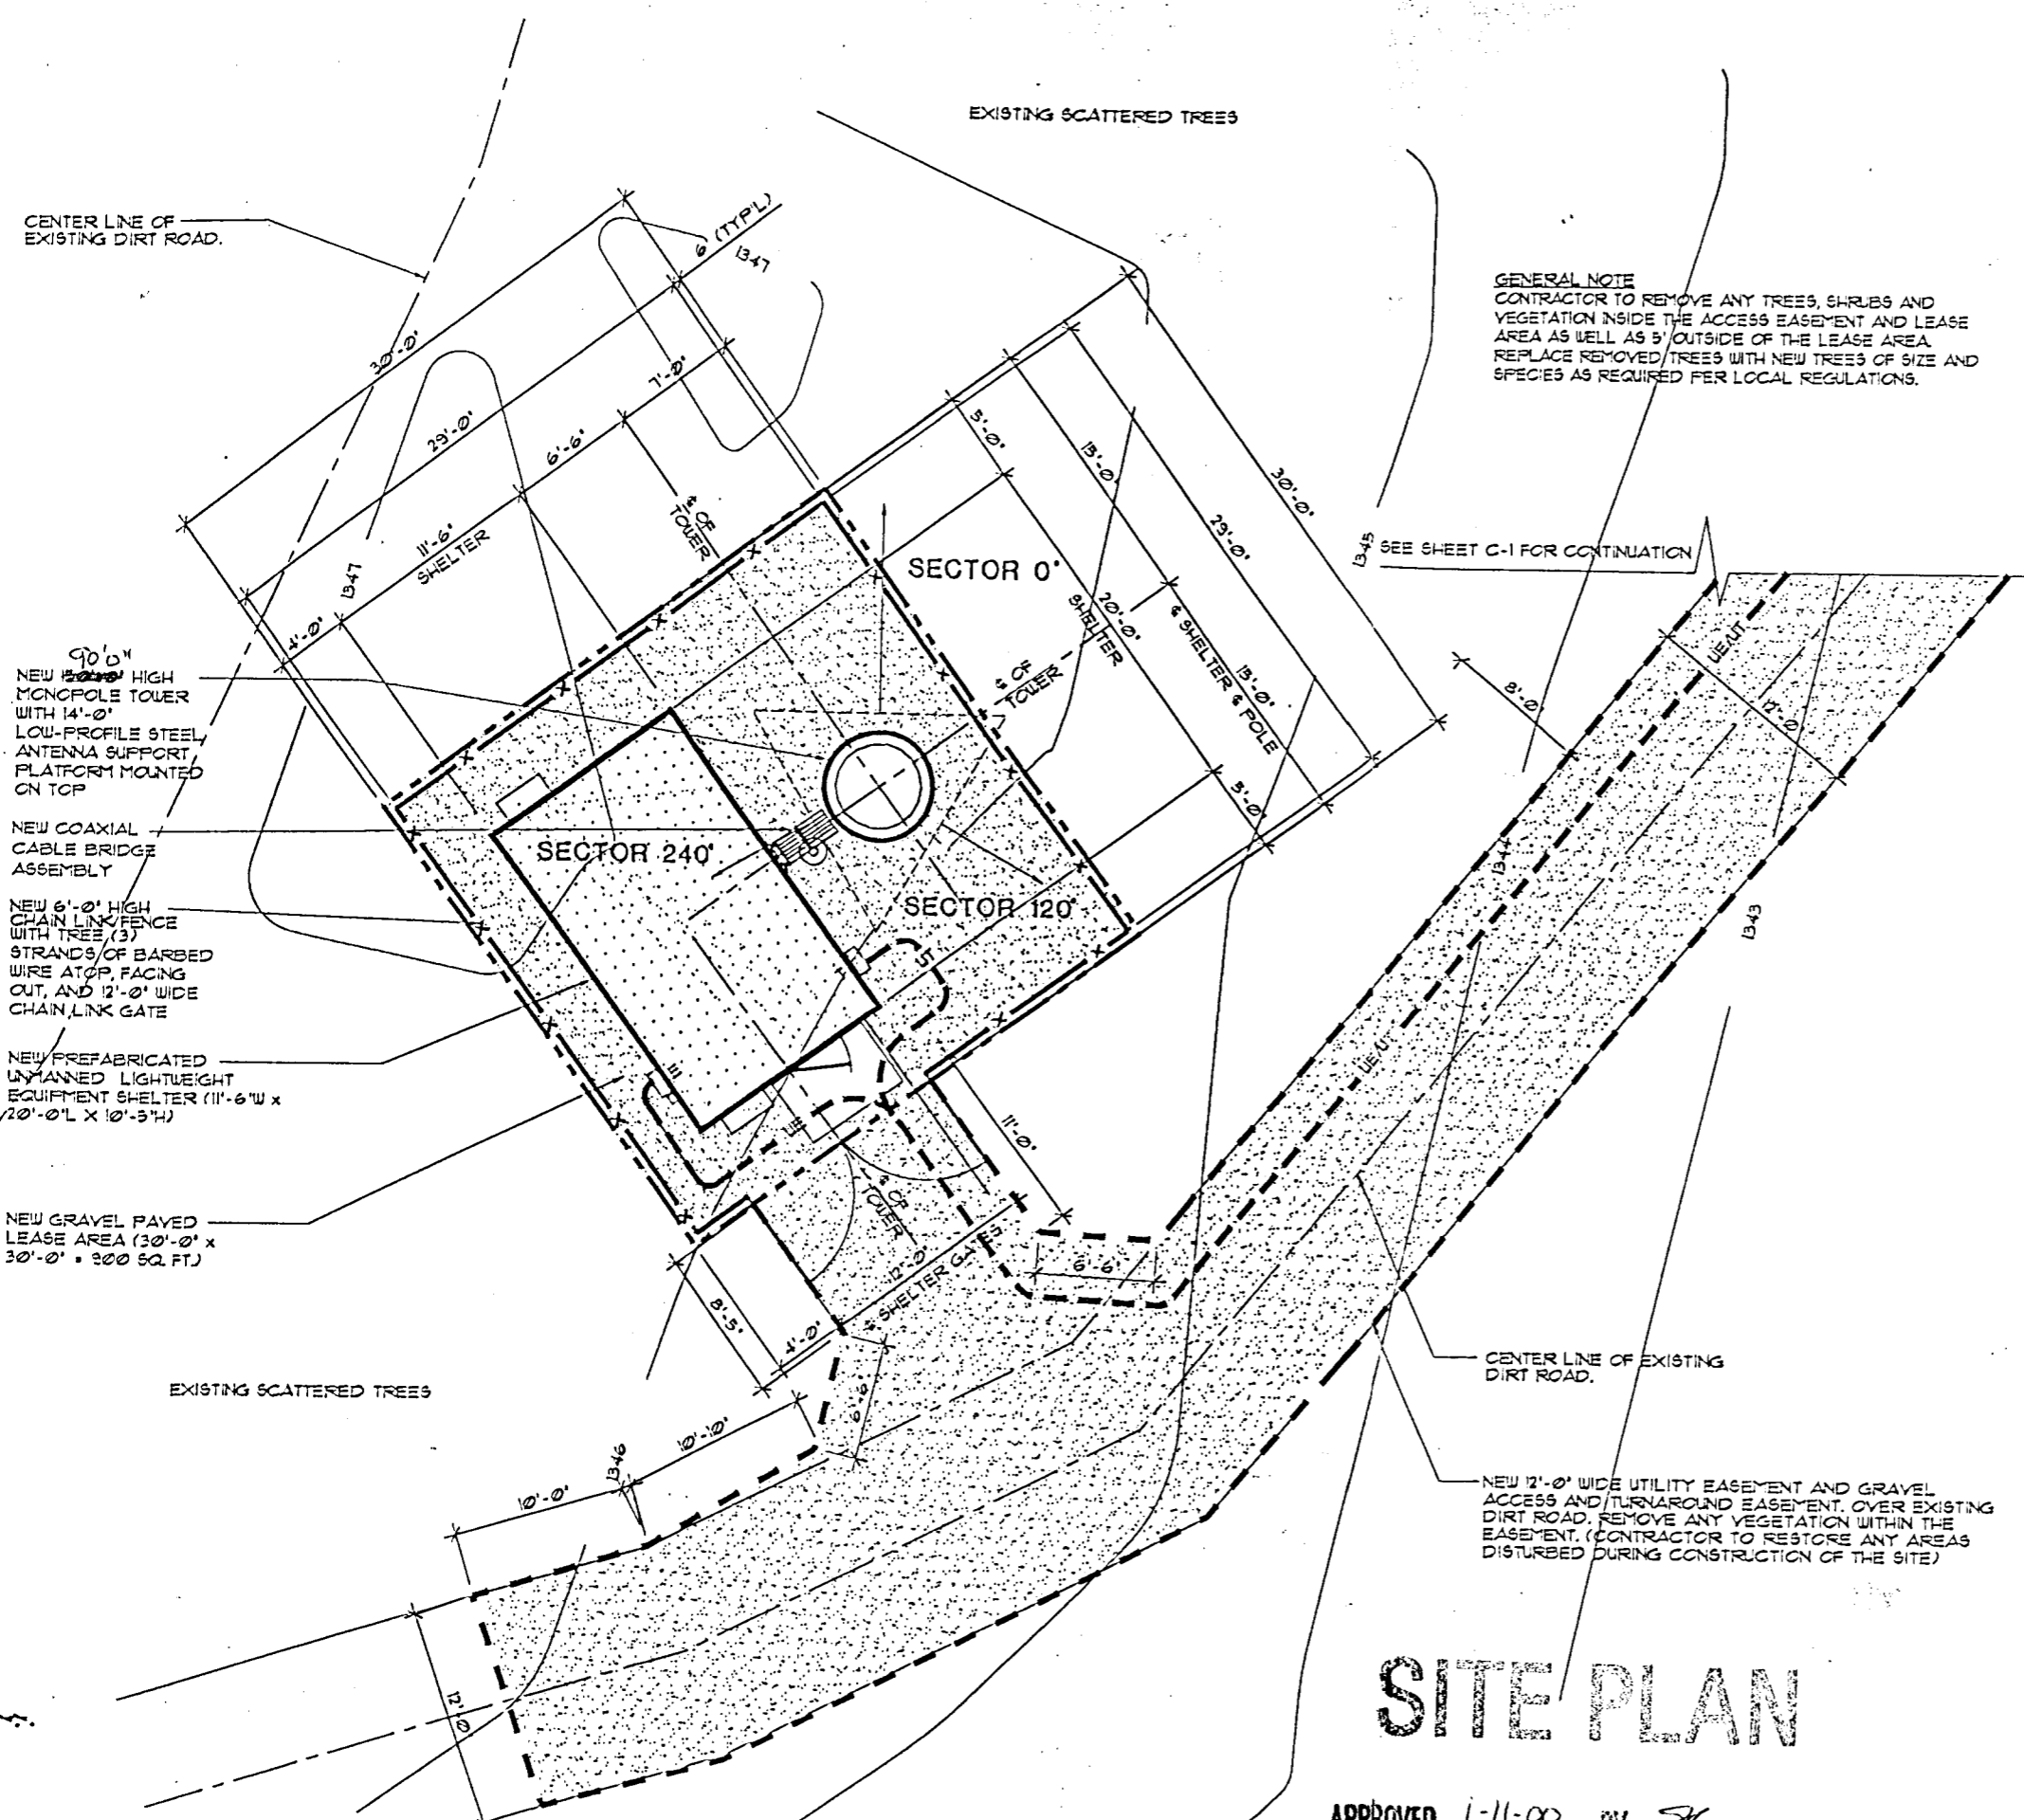 EXISTING SCATTERED TREES
CENTER LINE OF
EXISTING DIRT ROAD.
6" (TYP'L)
1347
30'-0"
29'-0"
7'-0"
6'-6"
11'-6"
SHELTER
4'-0"
1347
℄ OF
TOWER
GENERAL NOTE
CONTRACTOR TO REMOVE ANY TREES, SHRUBS AND
VEGETATION INSIDE THE ACCESS EASEMENT AND LEASE
AREA AS WELL AS 5' OUTSIDE OF THE LEASE AREA.
REPLACE REMOVED TREES WITH NEW TREES OF SIZE AND
SPECIES AS REQUIRED PER LOCAL REGULATIONS.
5'-0"
15'-0"
30'-0"
29'-0"
20'-0"
SHELTER
℄ SHELTER & POLE
15'-0"
5'-0"
℄ OF
TOWER
1345
SEE SHEET C-1 FOR CONTINUATION
SECTOR 0°
SECTOR 240°
SECTOR 120°
90'0"
NEW HIGH
MONOPOLE TOWER
WITH 14'-0"
LOW-PROFILE STEEL
ANTENNA SUPPORT
PLATFORM MOUNTED
ON TOP
NEW COAXIAL
CABLE BRIDGE
ASSEMBLY
NEW 6'-0" HIGH
CHAIN LINK FENCE
WITH TREE (3)
STRANDS OF BARBED
WIRE ATOP, FACING
OUT, AND 12'-0" WIDE
CHAIN LINK GATE
NEW PREFABRICATED
UNMANNED LIGHTWEIGHT
EQUIPMENT SHELTER (11'-6"W x
20'-0"L X 10'-5"H)
NEW GRAVEL PAVED
LEASE AREA (30'-0" x
30'-0" = 900 SQ. FT.)
UE/UT
8'-0"
12'-0"
1344
1343
UE/UT
11'-0"
℄ OF
TOWER
12'-0"
℄ SHELTER GATES
6'-6"
8'-5"
4'-0"
6'-6"
EXISTING SCATTERED TREES
10'-10"
1346
10'-0"
12'-0"
CENTER LINE OF EXISTING
DIRT ROAD.
NEW 12'-0" WIDE UTILITY EASEMENT AND GRAVEL
ACCESS AND TURNAROUND EASEMENT. OVER EXISTING
DIRT ROAD. REMOVE ANY VEGETATION WITHIN THE
EASEMENT. (CONTRACTOR TO RESTORE ANY AREAS
DISTURBED DURING CONSTRUCTION OF THE SITE)
SITE PLAN
APPROVED 1-11-00